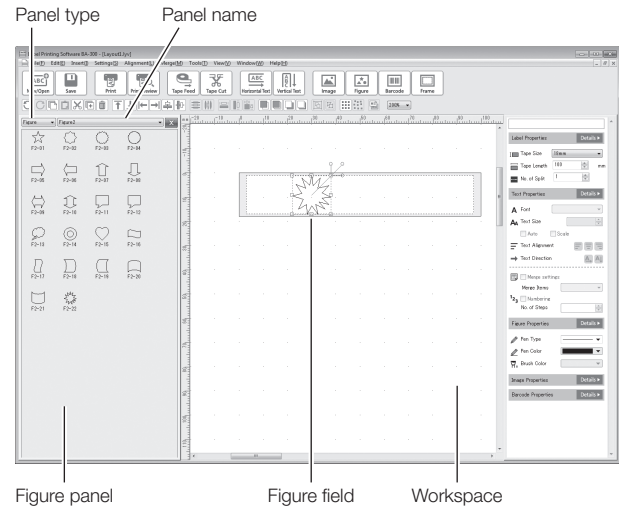 Panel type Panel name
Label Printing Software BA-300 - [Layout1.lyv]
File(F) Edit(E) Insert(I) Settings(S) Alignment(L) Merge(M) Tools(T) View(V) Window(W) Help(H)
New/Open Save Print Print Preview Tape Feed Tape Cut Horizontal Text Vertical Text Image Figure Barcode Frame
200%
Figure Figure2 X
F2-01 F2-02 F2-03 F2-04
F2-05 F2-06 F2-07 F2-08
F2-09 F2-10 F2-11 F2-12
F2-13 F2-14 F2-15 F2-16
F2-17 F2-18 F2-19 F2-20
F2-21 F2-22
Label Properties Details
Tape Size
Tape Length 100 mm
No. of Split 1
Text Properties Details
Font
Text Size
Auto Scale
Text Alignment
Text Direction
Merge settings
Merge Items
Numbering
No. of Steps
Figure Properties Details
Pen Type
Pen Color
Brush Color
Image Properties Details
Barcode Properties Details
Figure panel Figure field Workspace